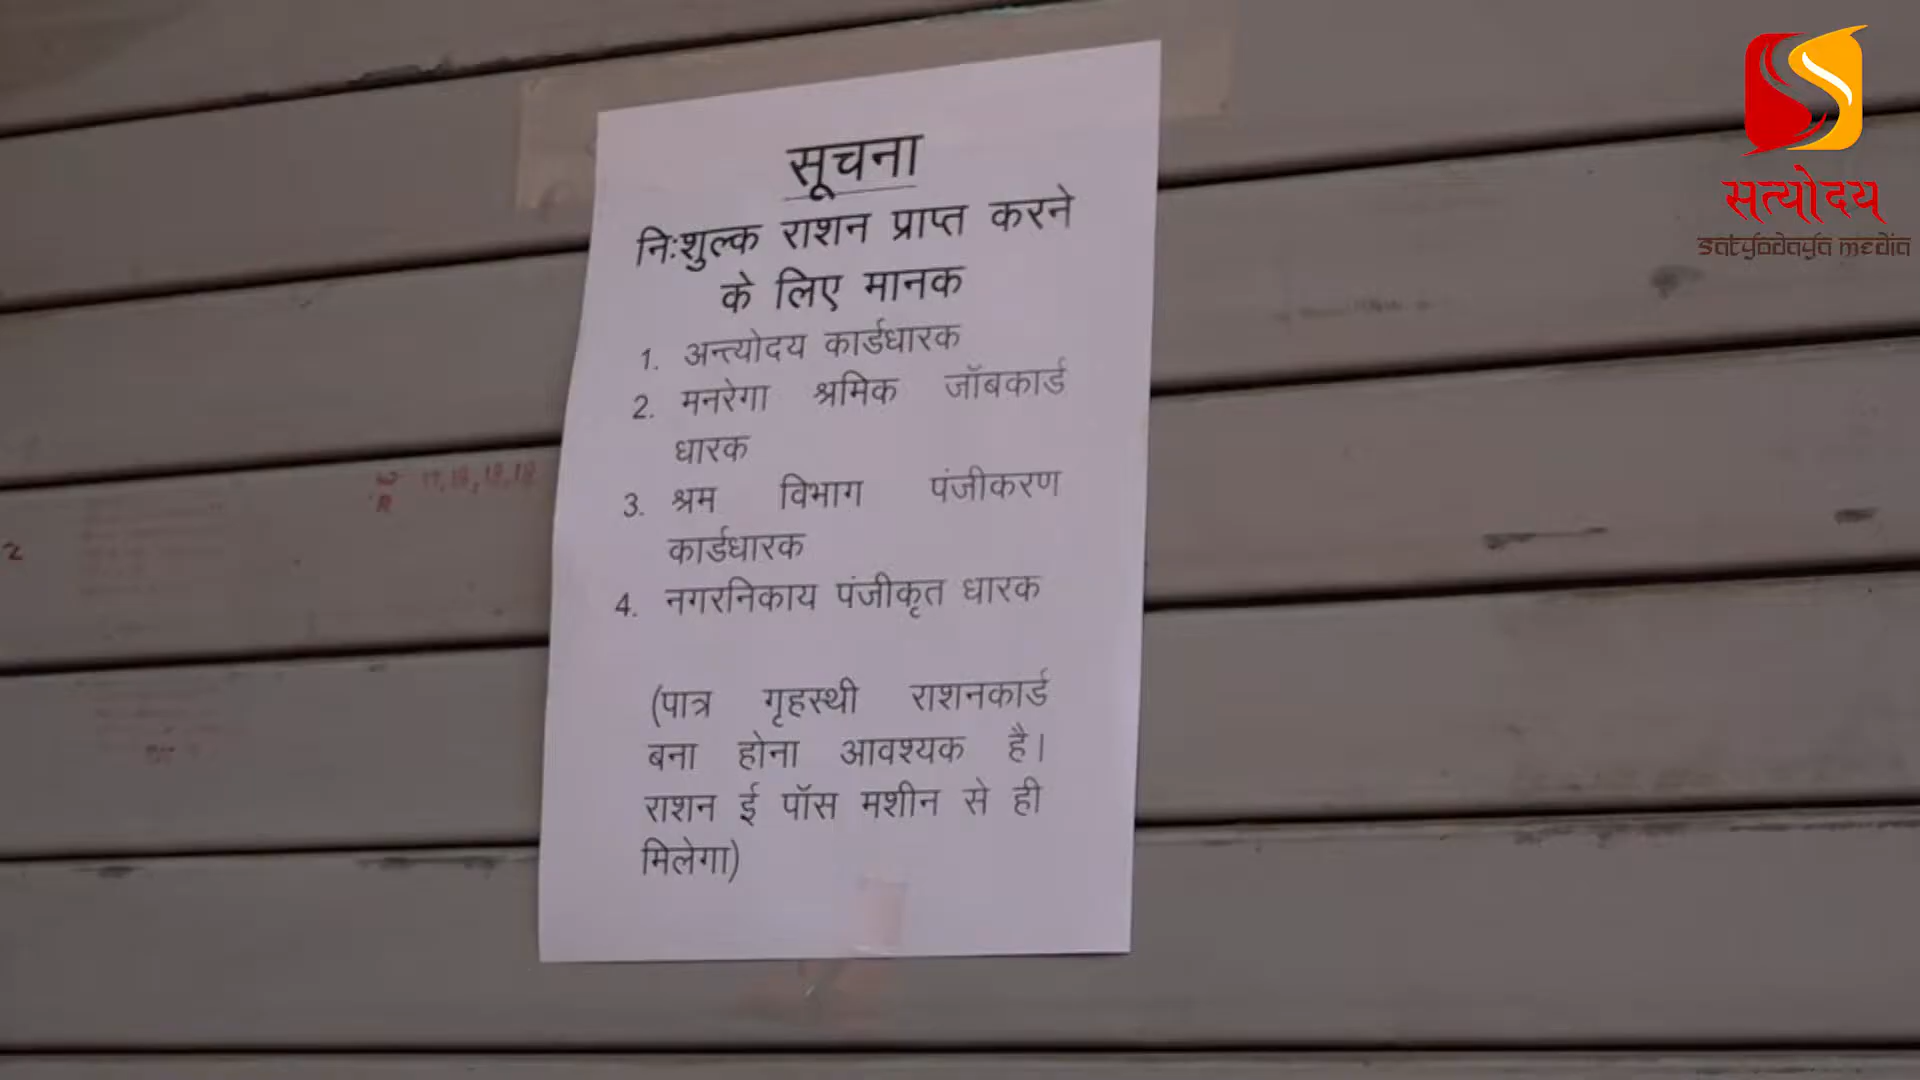 सूचना
निःशुल्क राशन प्राप्त करने
के लिए मानक
1. अन्त्योदय कार्डधारक
2. मनरेगा श्रमिक जॉबकार्ड
धारक
3. श्रम विभाग पंजीकरण
कार्डधारक
4. नगरनिकाय पंजीकृत धारक
(पात्र गृहस्थी राशनकार्ड
बना होना आवश्यक है।
राशन ई पॉस मशीन से ही
मिलेगा)
सत्योदय
satyodaya media